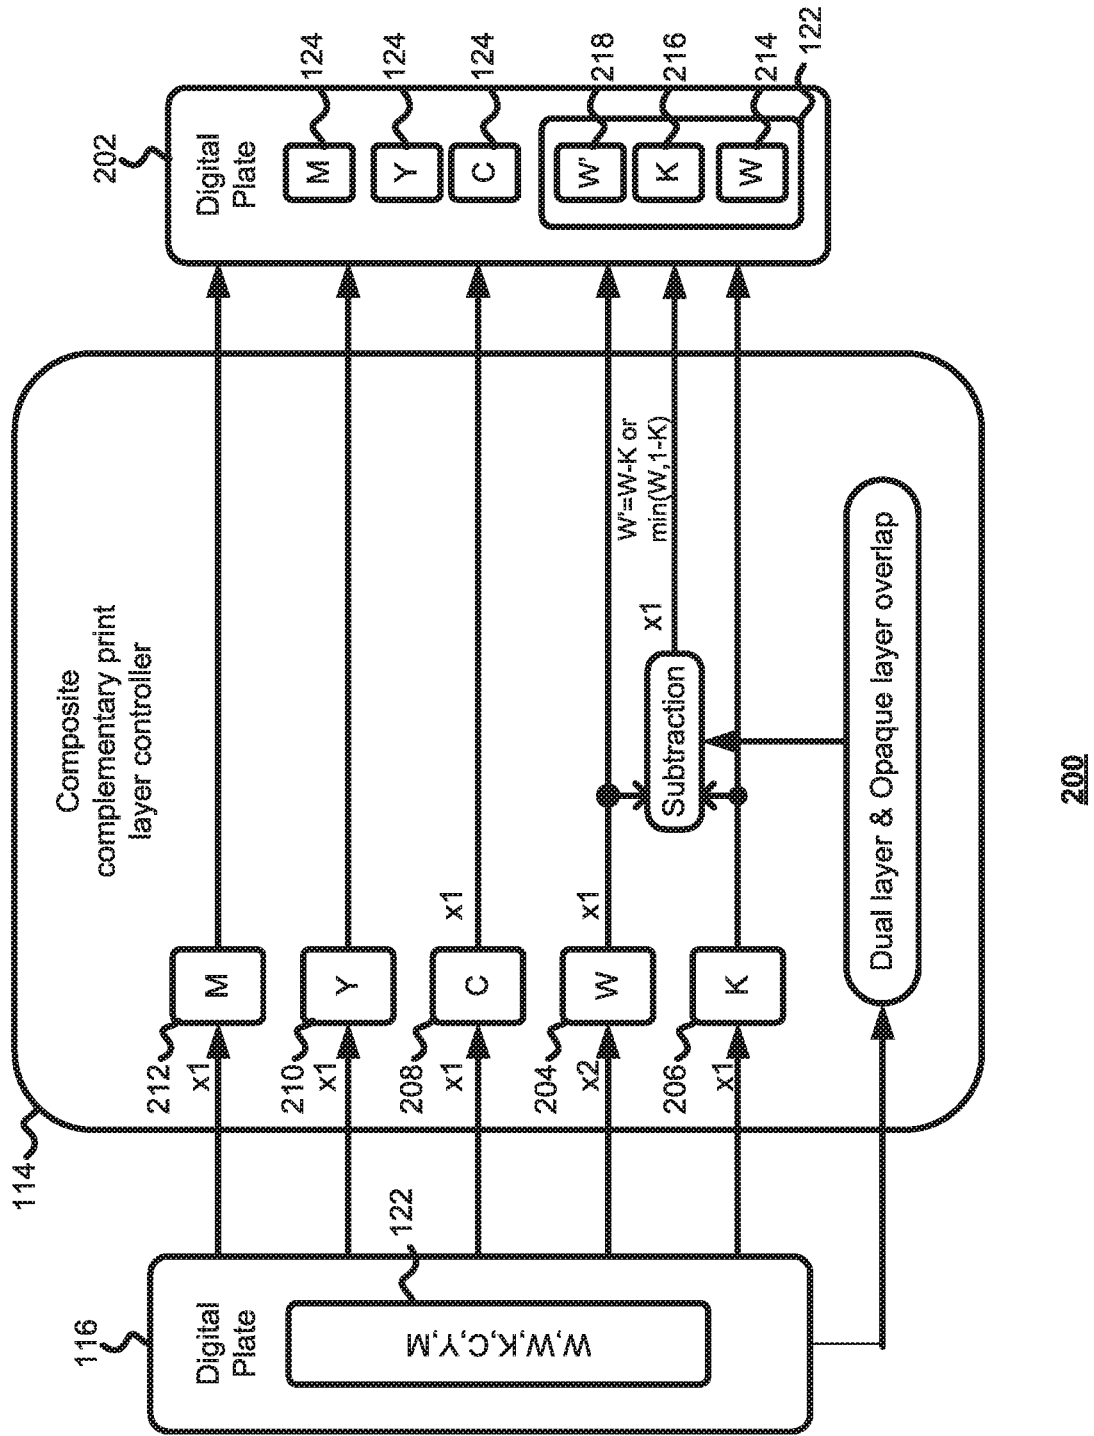 116
Digital
Plate
122
W,W,K,C,Y,M
114
Composite
complementary print
layer controller
212
x1
M
210
x1
Y
208
x1
C
x1
204
x2
W
x1
206
x1
K
Subtraction
x1
W'=W-K or
min(W,1-K)
Dual layer & Opaque layer overlap
202
Digital
Plate
M
124
Y
124
C
124
W'
218
K
216
W
214
122
200